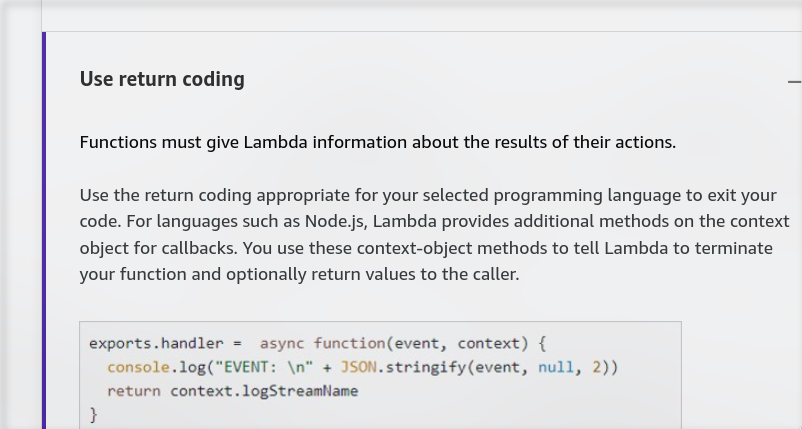 Use return coding
Functions must give Lambda information about the results of their actions.
Use the return coding appropriate for your selected programming language to exit your
code. For languages such as Node.js, Lambda provides additional methods on the context
object for callbacks. You use these context-object methods to tell Lambda to terminate
your function and optionally return values to the caller.
exports.handler =  async function(event, context) {
  console.log("EVENT: \n" + JSON.stringify(event, null, 2))
  return context.logStreamName
}